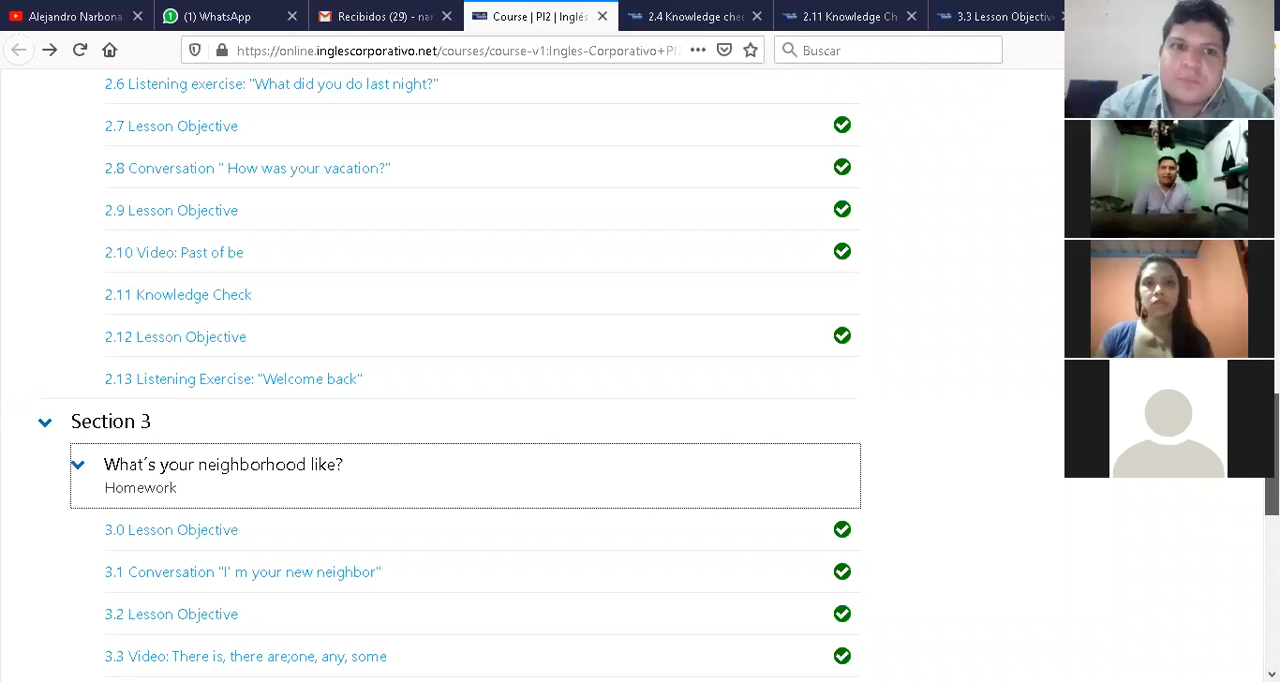 Alejandro Narbona
(1) WhatsApp
Recibidos (29) - nar
Course | PI2 | Inglés
2.4 Knowledge che
2.11 Knowledge Ch
3.3 Lesson Objectiv
https://online.inglescorporativo.net/courses/course-v1:Ingles-Corporativo+PI2
Buscar
2.6 Listening exercise: "What did you do last night?"
2.7 Lesson Objective
2.8 Conversation " How was your vacation?"
2.9 Lesson Objective
2.10 Video: Past of be
2.11 Knowledge Check
2.12 Lesson Objective
2.13 Listening Exercise: "Welcome back"
Section 3
What´s your neighborhood like?
Homework
3.0 Lesson Objective
3.1 Conversation "I' m your new neighbor"
3.2 Lesson Objective
3.3 Video: There is, there are;one, any, some